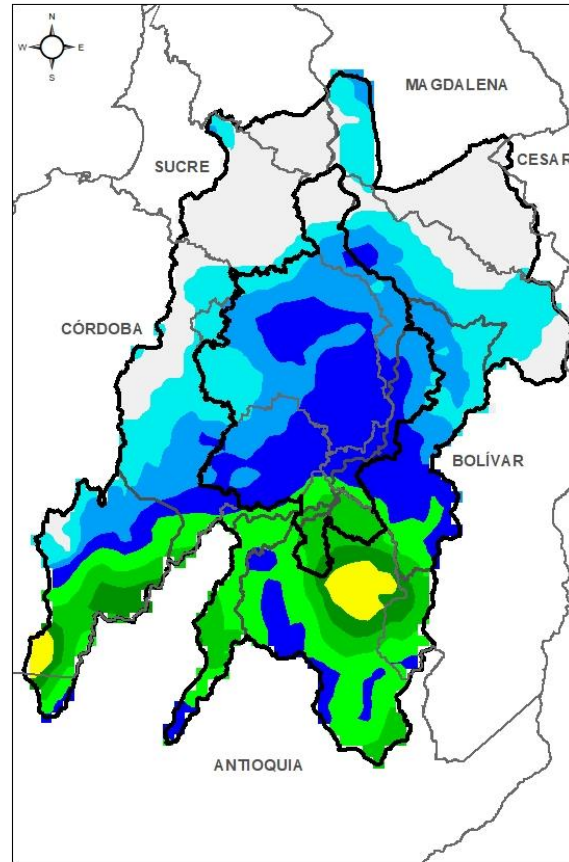 N
W E
S
MAGDALENA
CESAR
SUCRE
CÓRDOBA
BOLÍVAR
ANTIOQUIA